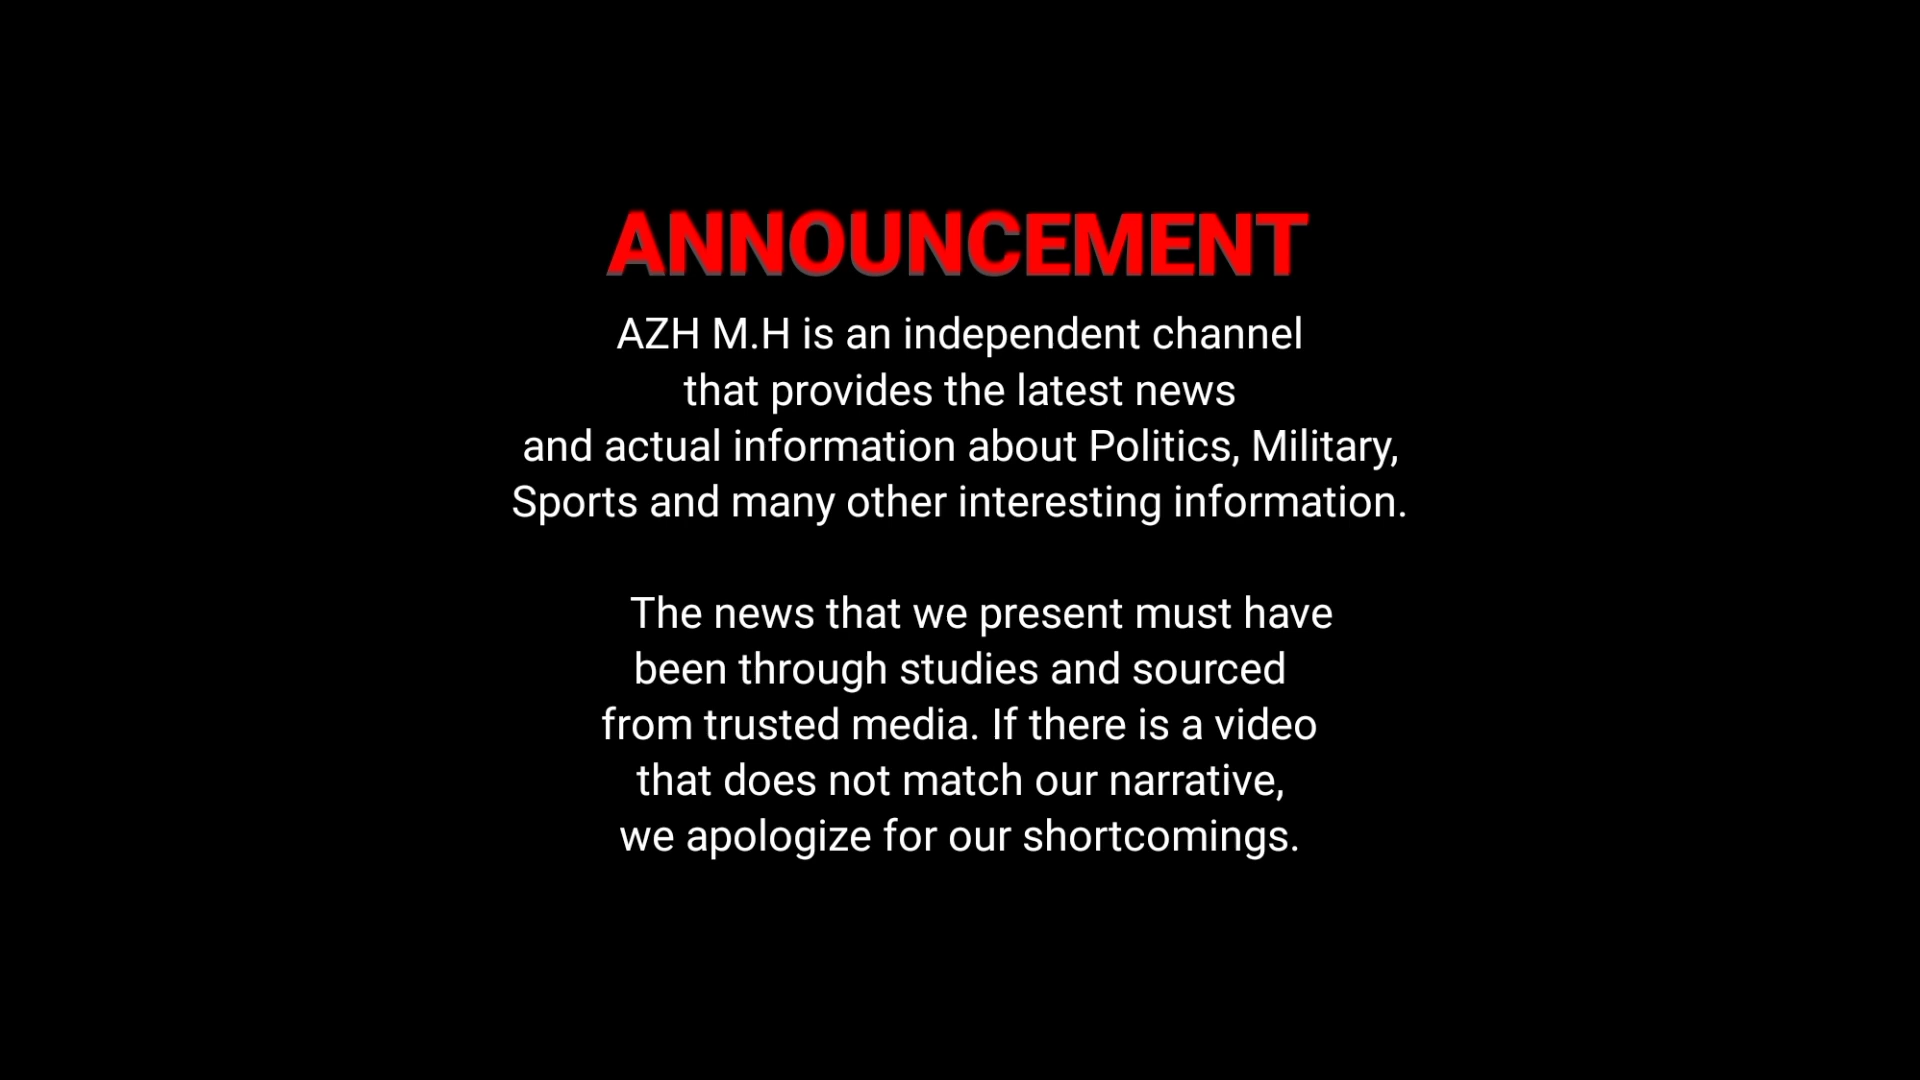 ANNOUNCEMENT
AZH M.H is an independent channel
that provides the latest news
and actual information about Politics, Military,
Sports and many other interesting information.
The news that we present must have
been through studies and sourced
from trusted media. If there is a video
that does not match our narrative,
we apologize for our shortcomings.